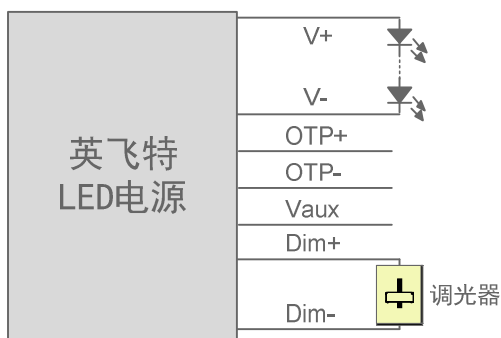 英飞特
LED电源
V+
V-
OTP+
OTP-
Vaux
Dim+
Dim-
调光器